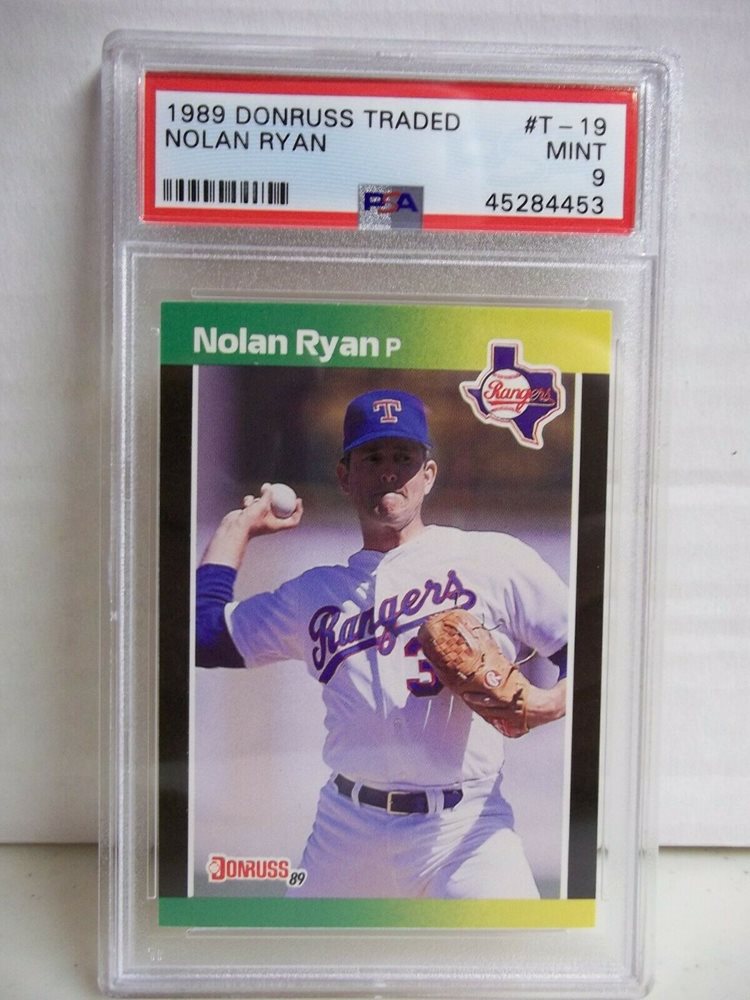 1989 DONRUSS TRADED #T-19
NOLAN RYAN MINT
9
PSA 45284453
Nolan Ryan P
Rangers
T
Rangers
3
DONRUSS 89